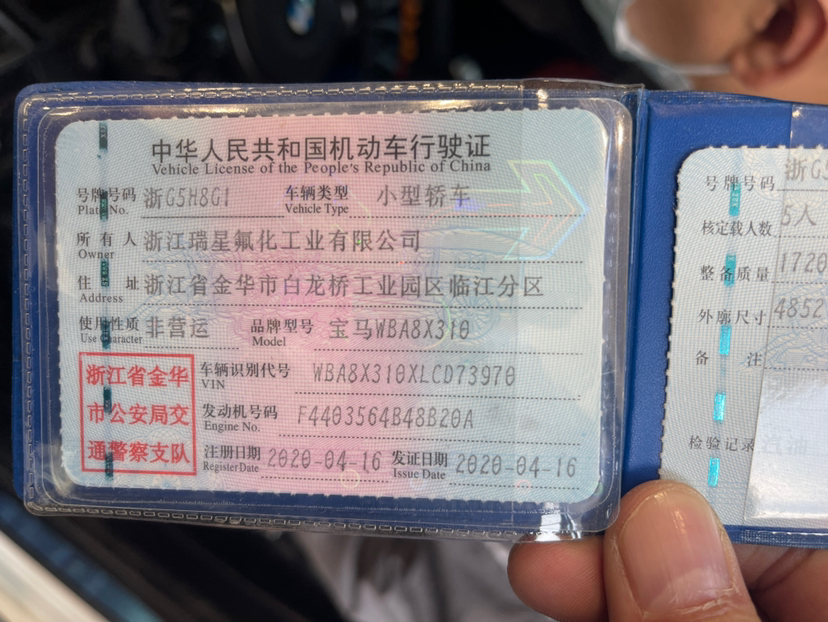 中华人民共和国机动车行驶证
Vehicle License of the People's Republic of China
号牌号码 浙G5H8G1 车辆类型 小型轿车
Plate No. Vehicle Type
所有人 浙江瑞星氟化工业有限公司
Owner
住址 浙江省金华市白龙桥工业园区临江分区
Address
使用性质 非营运 品牌型号 宝马WBA8X310
Use Character Model
浙江省金华
市公安局交
通警察支队
车辆识别代号 WBA8X310XLCD73970
VIN
发动机号码 F4403564B48B20A
Engine No.
注册日期 2020-04-16 发证日期 2020-04-16
Register Date Issue Date
号牌号码 浙G5
核定载人数 5人
整备质量 1720
外廓尺寸 4852
备注
检验记录 汽油